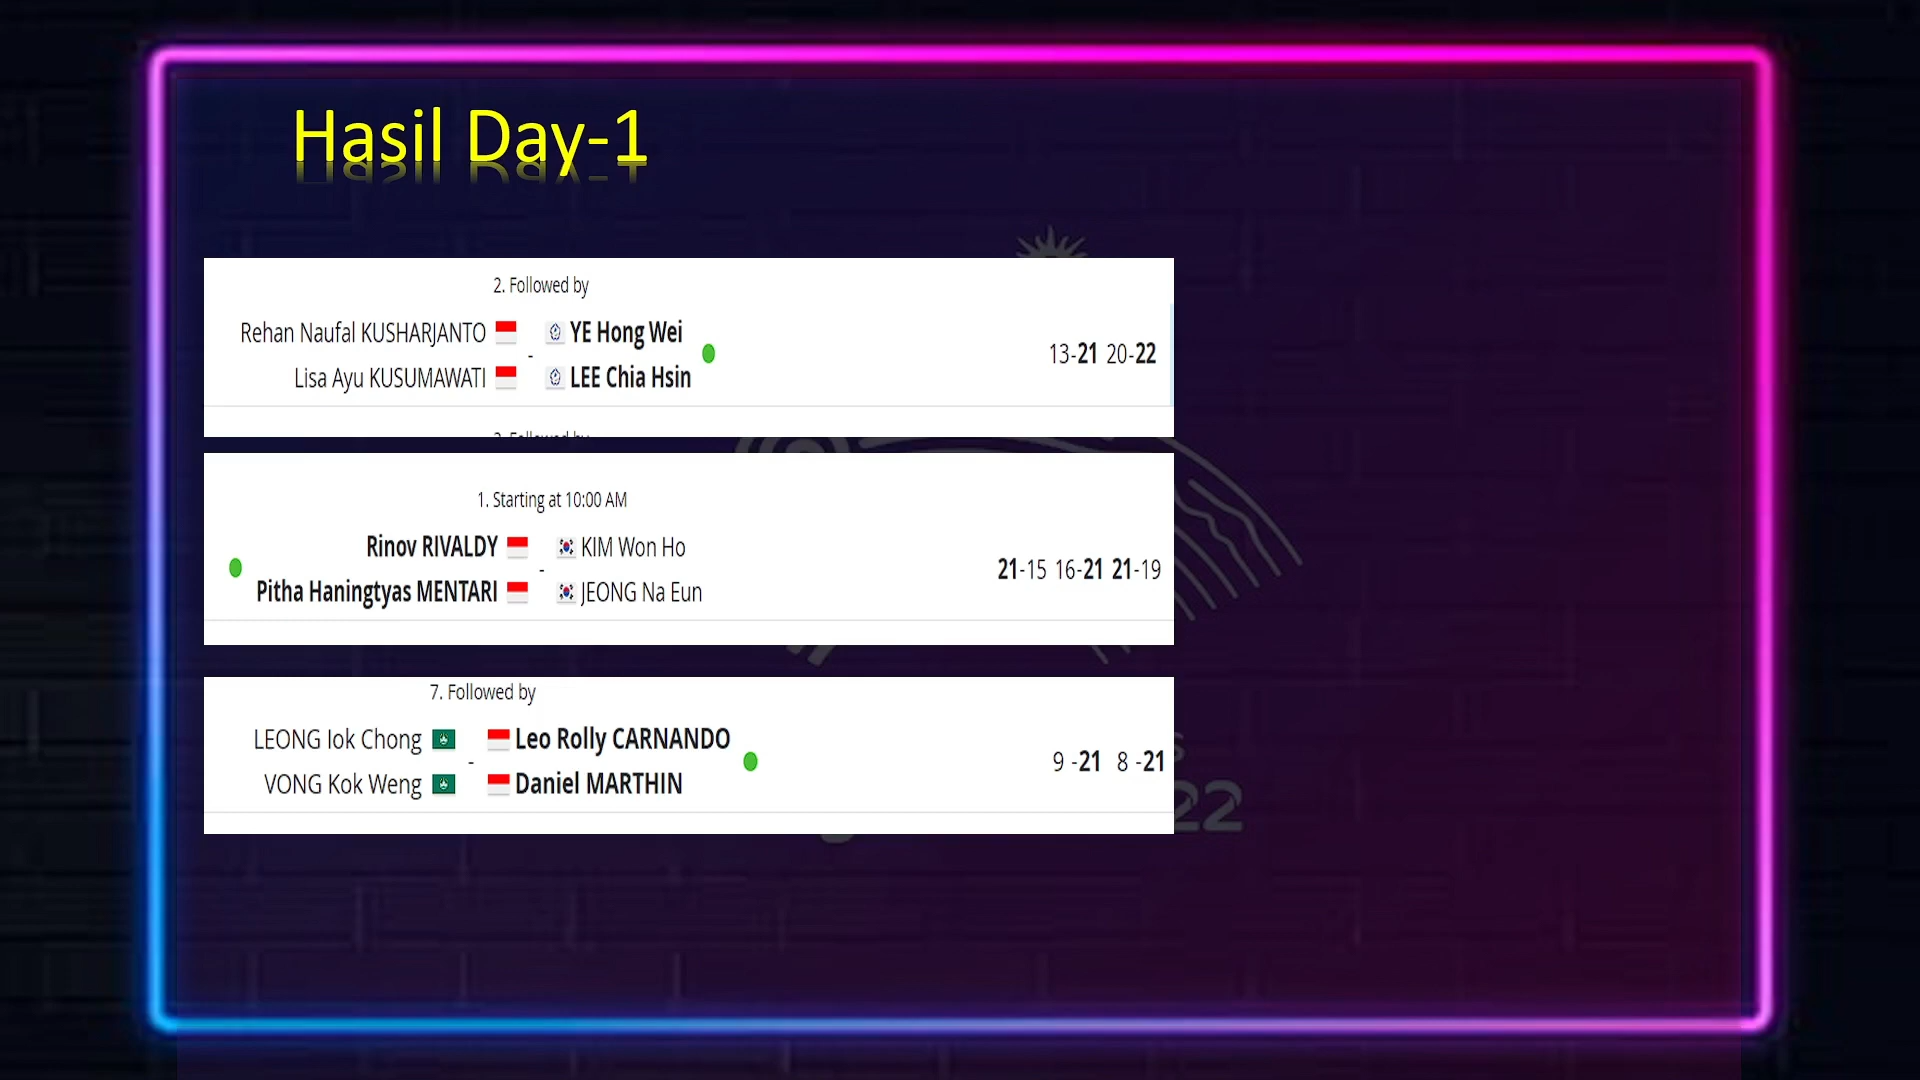 Hasil Day-1
2. Followed by
Rehan Naufal KUSHARJANTO YE Hong Wei
- 13-21 20-22
Lisa Ayu KUSUMAWATI LEE Chia Hsin
1. Starting at 10:00 AM
Rinov RIVALDY KIM Won Ho
- 21-15 16-21 21-19
Pitha Haningtyas MENTARI JEONG Na Eun
7. Followed by
LEONG Iok Chong Leo Rolly CARNANDO
- 9 -21 8 -21
VONG Kok Weng Daniel MARTHIN
22